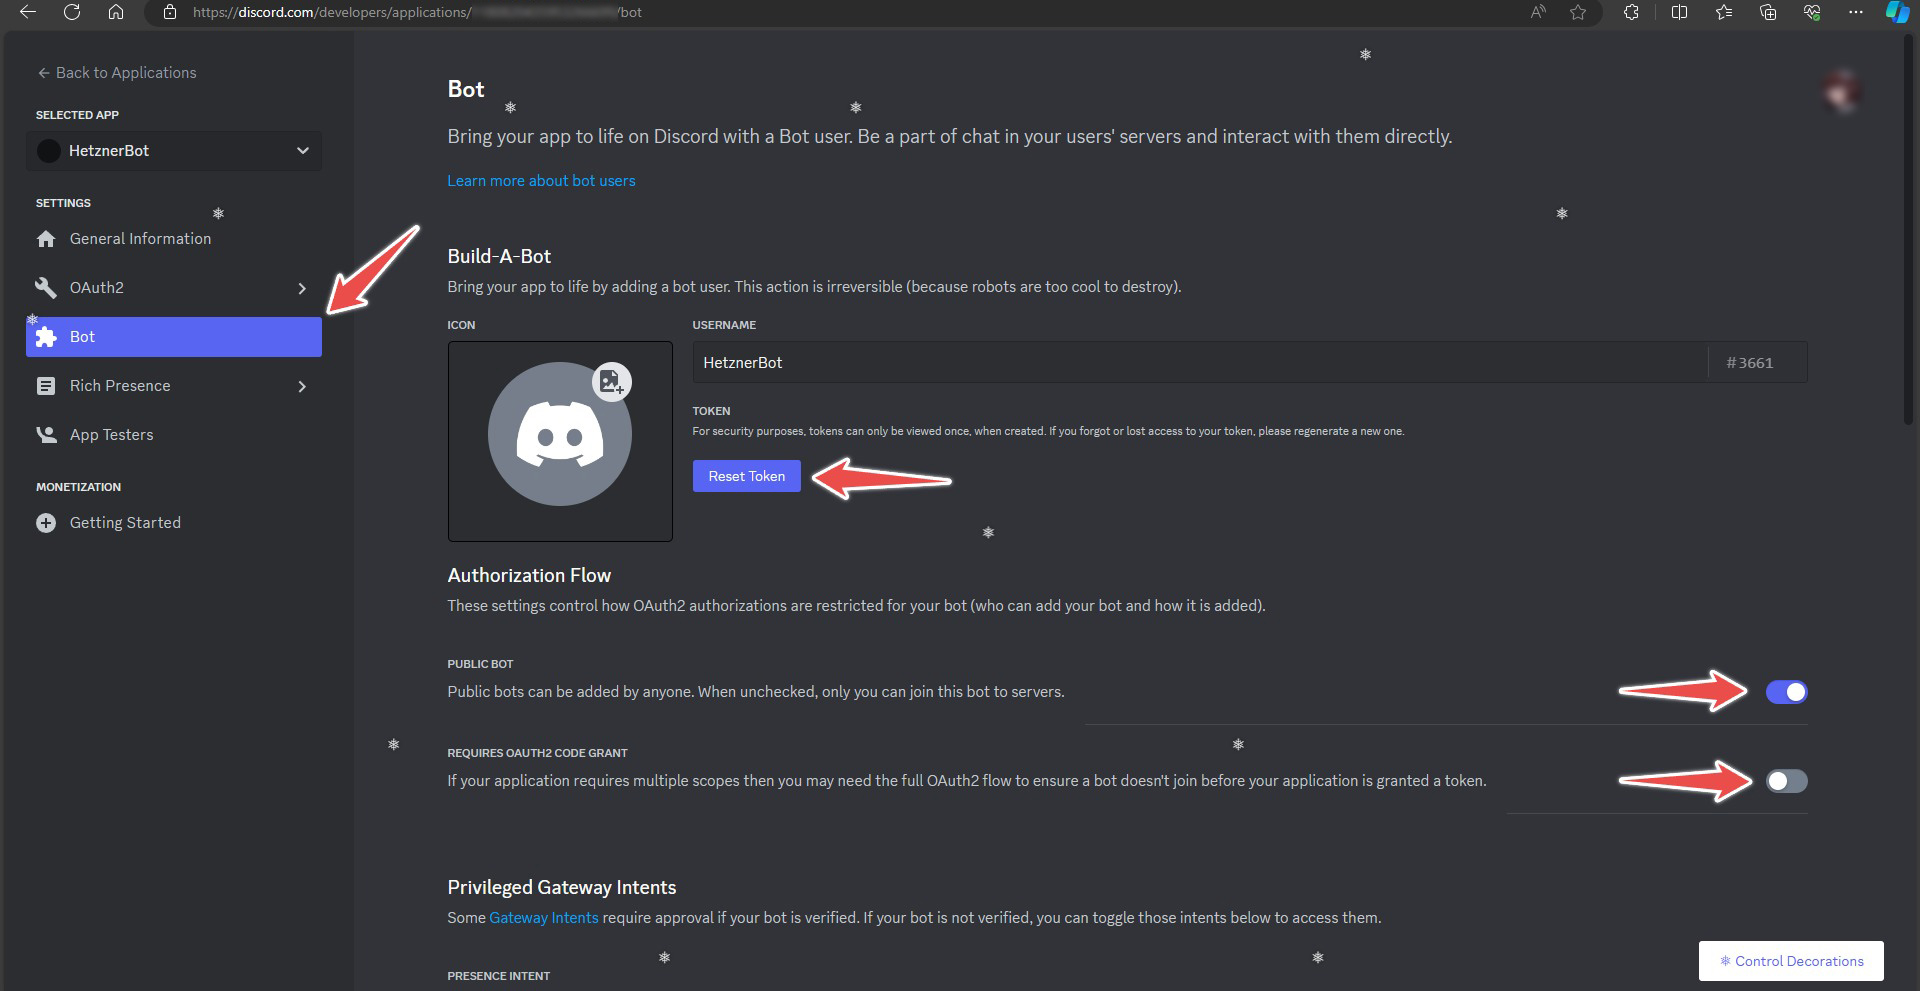 https://discord.com/developers/applications/ /bot
Back to Applications
SELECTED APP
HetznerBot
SETTINGS
General Information
OAuth2
Bot
Rich Presence
App Testers
MONETIZATION
Getting Started
Bot
Bring your app to life on Discord with a Bot user. Be a part of chat in your users' servers and interact with them directly.
Learn more about bot users
Build-A-Bot
Bring your app to life by adding a bot user. This action is irreversible (because robots are too cool to destroy).
ICON
USERNAME
HetznerBot
#3661
TOKEN
For security purposes, tokens can only be viewed once, when created. If you forgot or lost access to your token, please regenerate a new one.
Reset Token
Authorization Flow
These settings control how OAuth2 authorizations are restricted for your bot (who can add your bot and how it is added).
PUBLIC BOT
Public bots can be added by anyone. When unchecked, only you can join this bot to servers.
REQUIRES OAUTH2 CODE GRANT
If your application requires multiple scopes then you may need the full OAuth2 flow to ensure a bot doesn't join before your application is granted a token.
Privileged Gateway Intents
Some Gateway Intents require approval if your bot is verified. If your bot is not verified, you can toggle those intents below to access them.
PRESENCE INTENT
Control Decorations